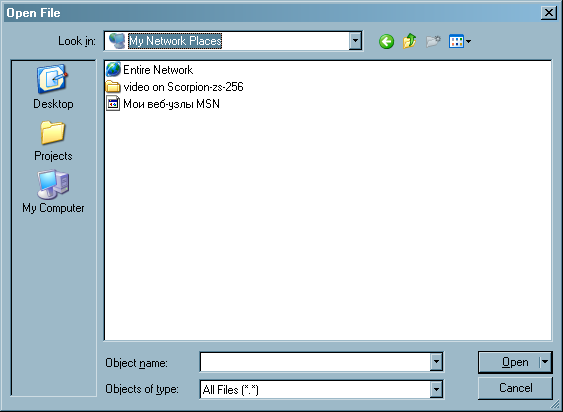 Open File
Look in:
My Network Places
Entire Network
video on Scorpion-zs-256
Мои веб-узлы MSN
Desktop
Projects
My Computer
Object name:
Open
Objects of type:
All Files (*.*)
Cancel